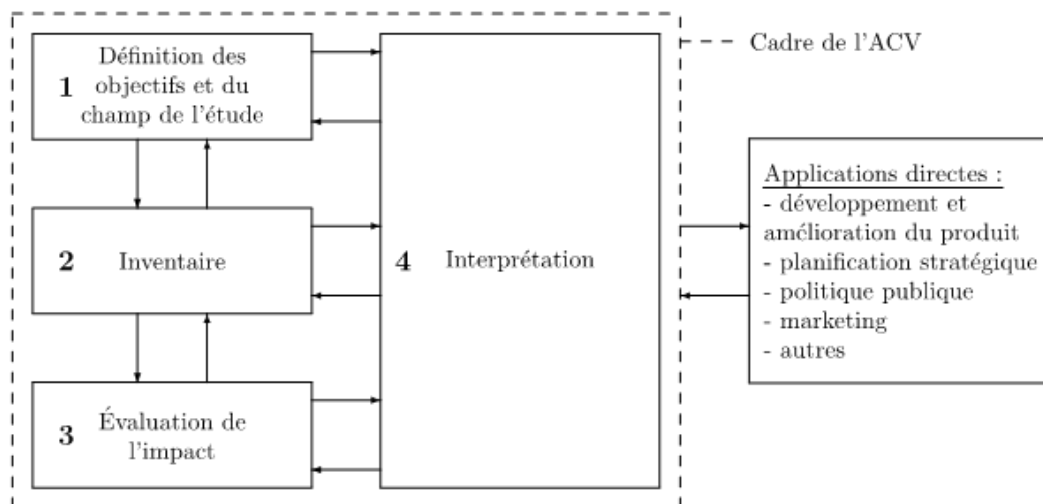 Définition des
1 objectifs et du
champ de l'étude
2 Inventaire
3 Évaluation de
l'impact
4 Interprétation
Cadre de l'ACV
Applications directes :
- développement et
amélioration du produit
- planification stratégique
- politique publique
- marketing
- autres